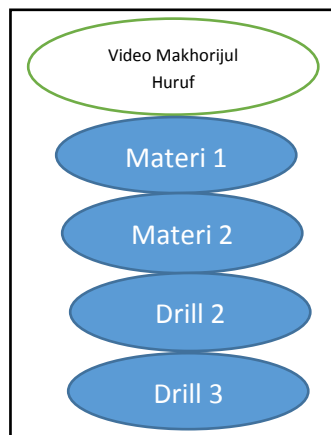 Video Makhorijul
Huruf
Materi 1
Materi 2
Drill 2
Drill 3